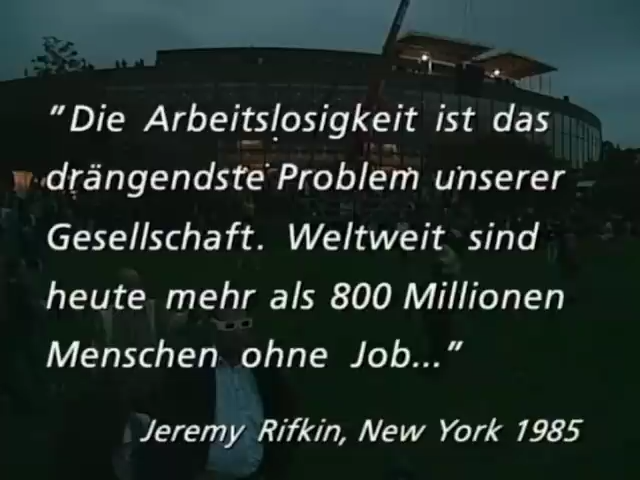 "Die Arbeitslosigkeit ist das
drängendste Problem unserer
Gesellschaft. Weltweit sind
heute mehr als 800 Millionen
Menschen ohne Job..."
Jeremy Rifkin, New York 1985